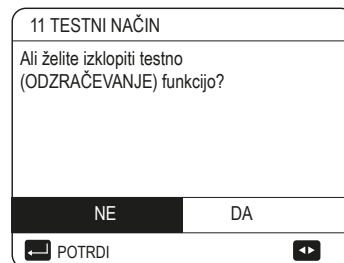 11 TESTNI NAČIN
Ali želite izklopiti testno
(ODZRAČEVANJE) funkcijo?
NE DA
POTRDI